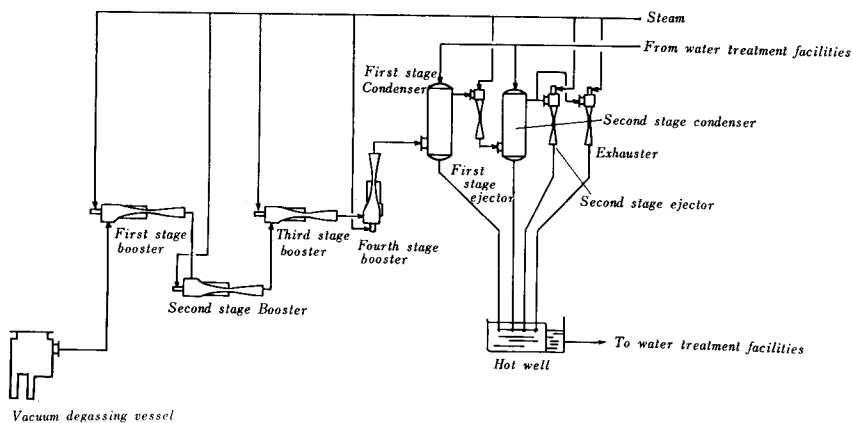 Steam
From water treatment facilities
First stage
Condenser
Second stage condenser
Exhauster
First
stage
ejector
Second stage ejector
First stage
booster
Third stage
booster
Fourth stage
booster
Second stage Booster
To water treatment facilities
Hot well
Vacuum degassing vessel